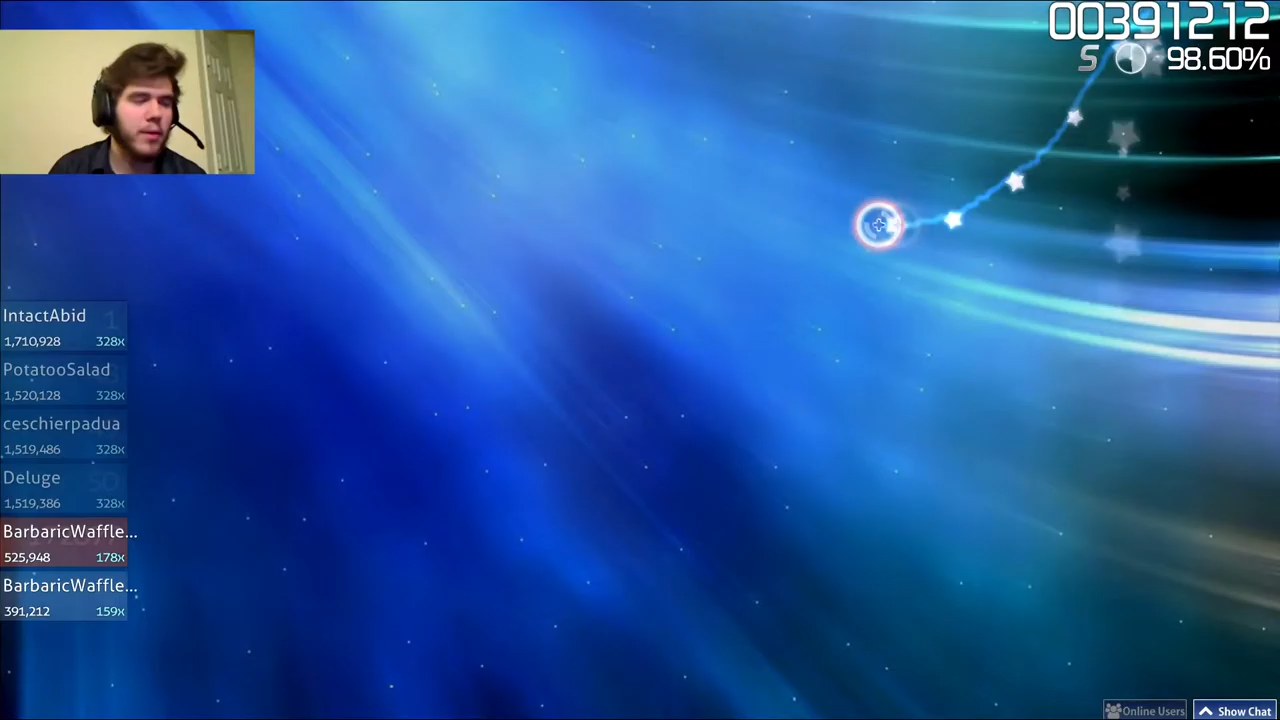 00391212
S 98.60%
IntactAbid 1
1,710,928 328x
PotatooSalad
1,520,128 328x
ceschierpadua
1,519,486 328x
Deluge
1,519,386 328x
BarbaricWaffle...
525,948 178x
BarbaricWaffle...
391,212 159x
Online Users
Show Chat